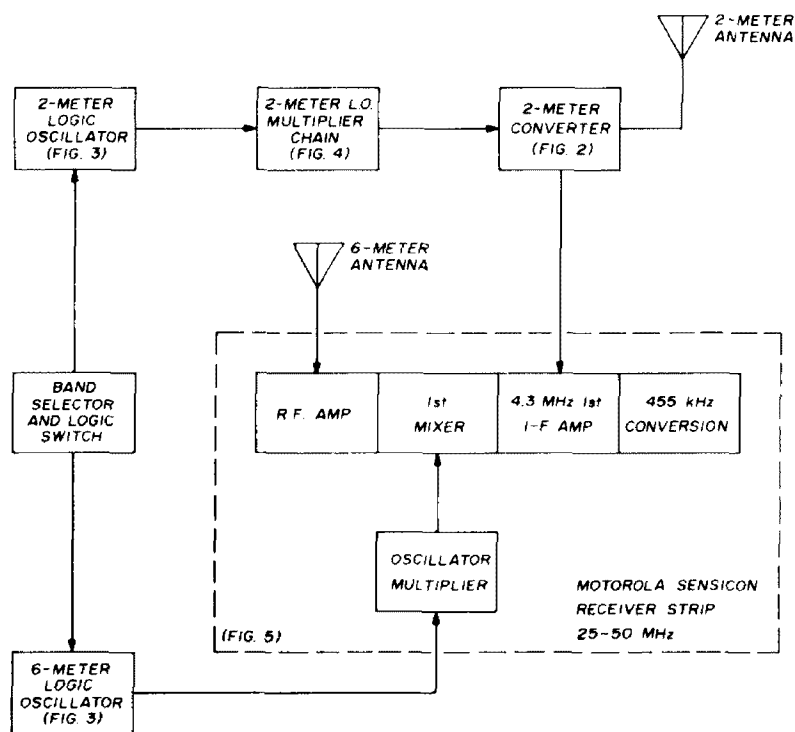 2-METER
ANTENNA
2-METER
LOGIC
OSCILLATOR
(FIG. 3)
2-METER L.O.
MULTIPLIER
CHAIN
(FIG. 4)
2-METER
CONVERTER
(FIG. 2)
6-METER
ANTENNA
BAND
SELECTOR
AND LOGIC
SWITCH
R.F. AMP
1st
MIXER
4.3 MHz 1st
I-F AMP
455 kHz
CONVERSION
OSCILLATOR
MULTIPLIER
MOTOROLA SENSICON
RECEIVER STRIP
25-50 MHz
(FIG. 5)
6-METER
LOGIC
OSCILLATOR
(FIG. 3)